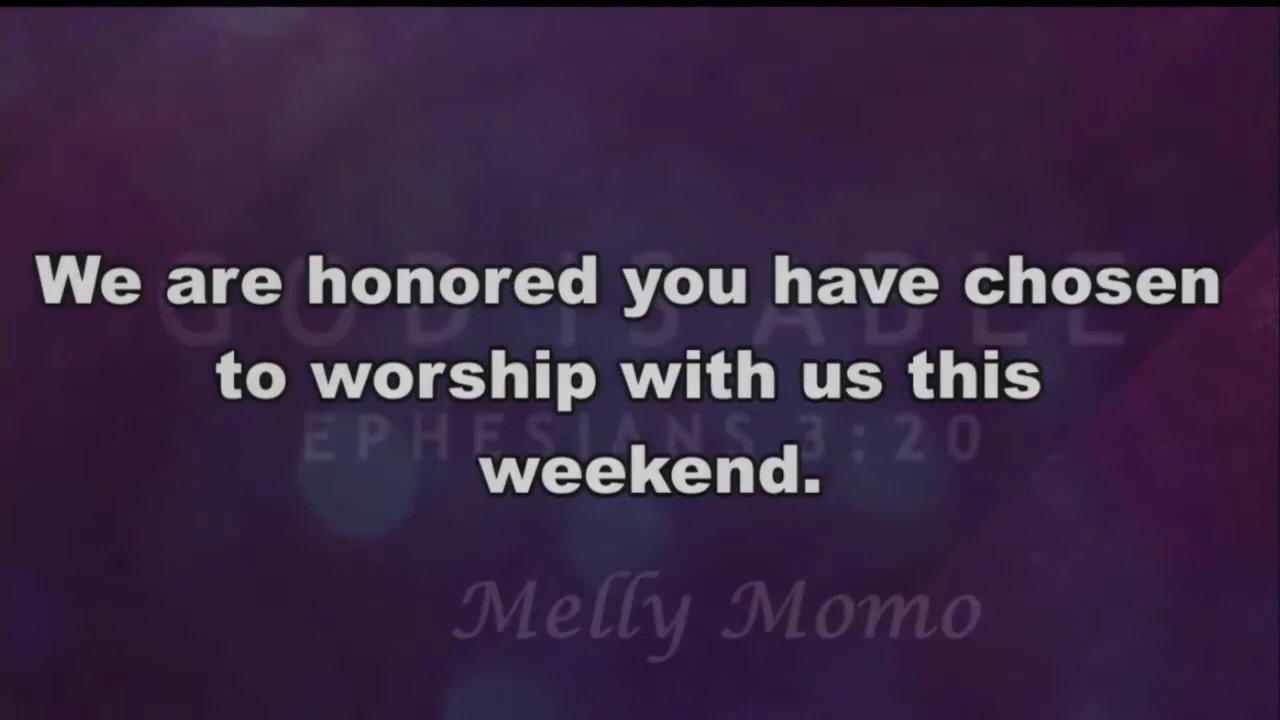 We are honored you have chosen
GOD IS ABLE
to worship with us this
EPHESIANS 3:20
weekend.
Melly Momo